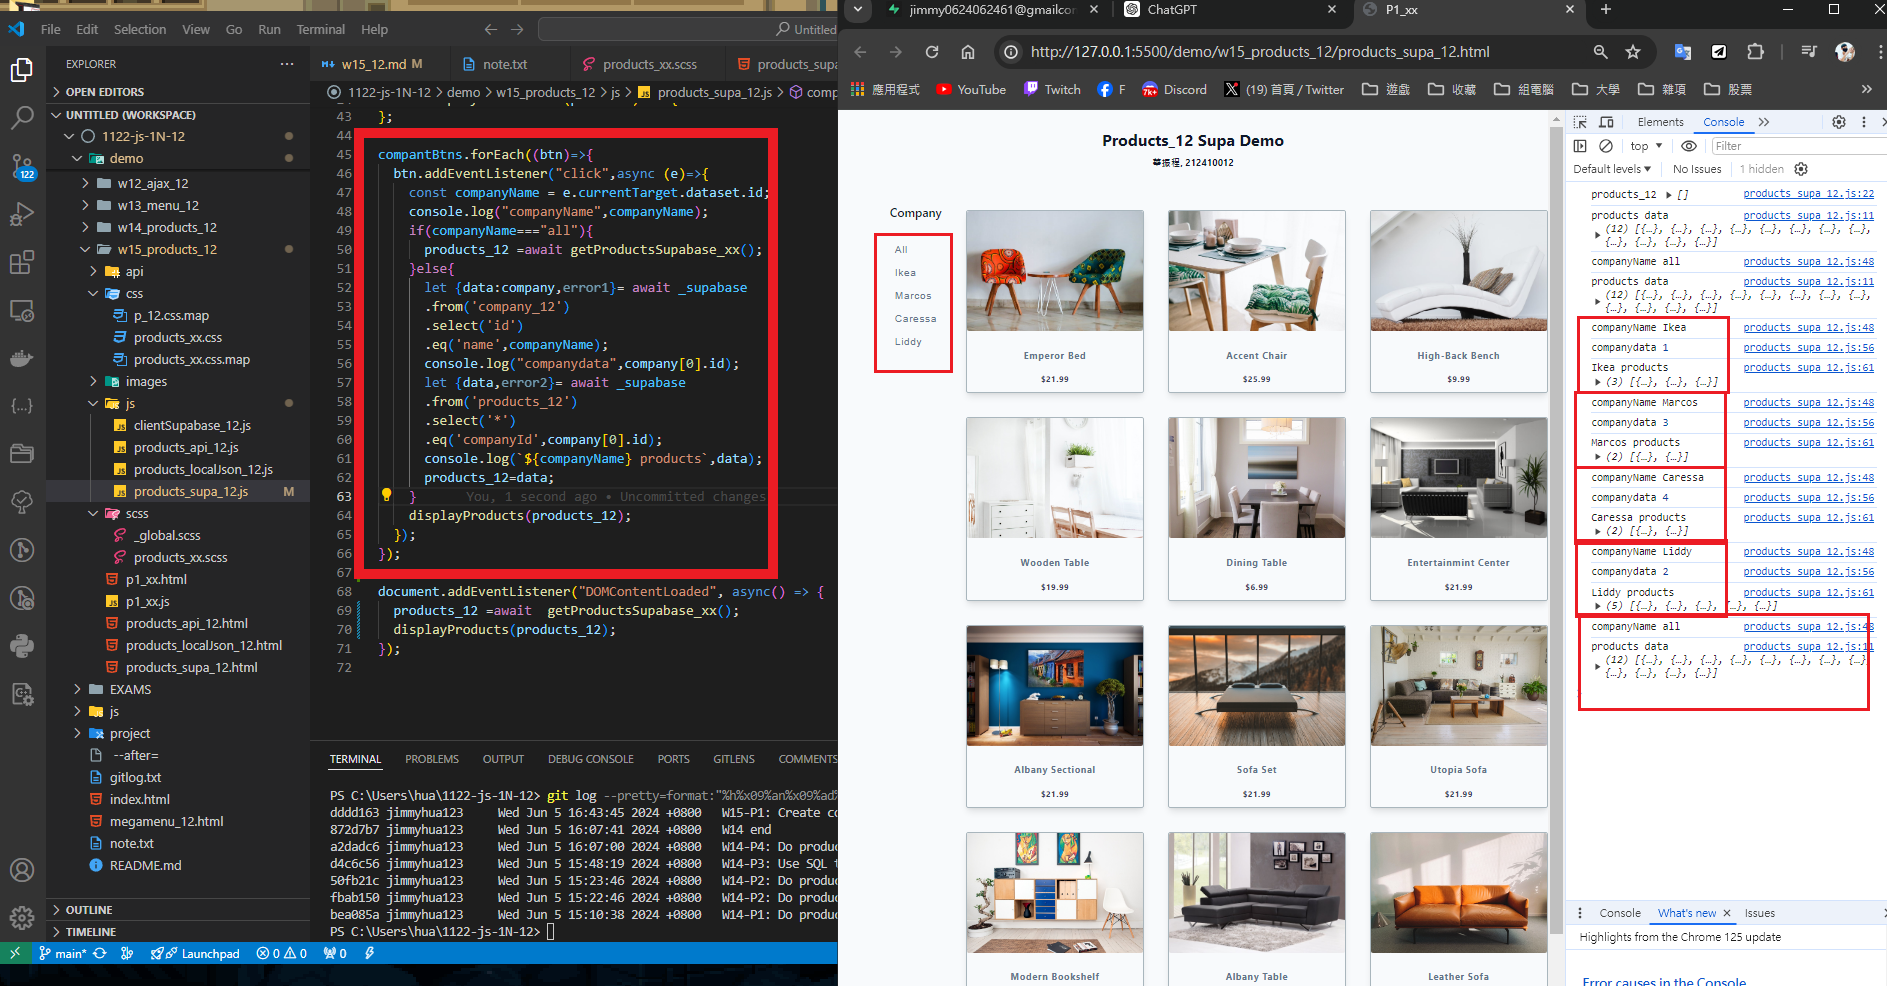 File Edit Selection View Go Run Terminal Help
Untitled
EXPLORER
OPEN EDITORS
UNTITLED (WORKSPACE)
1122-js-1N-12
demo
w12_ajax_12
w13_menu_12
w14_products_12
w15_products_12
api
css
p_12.css.map
products_xx.css
products_xx.css.map
images
js
clientSupabase_12.js
products_api_12.js
products_localJson_12.js
products_supa_12.js M
scss
_global.scss
products_xx.scss
p1_xx.html
p1_xx.js
products_api_12.html
products_localJson_12.html
products_supa_12.html
EXAMS
js
project
--after=
gitlog.txt
index.html
megamenu_12.html
note.txt
README.md
OUTLINE
TIMELINE
122
w15_12.md M note.txt products_xx.scss products_supa
1122-js-1N-12 > demo > w15_products_12 > js > products_supa_12.js > comp
43 };
44
45 compantBtns.forEach((btn)=>{
46 btn.addEventListener("click",async (e)=>{
47 const companyName = e.currentTarget.dataset.id;
48 console.log("companyName",companyName);
49 if(companyName==="all"){
50 products_12 =await getProductsSupabase_xx();
51 }else{
52 let {data:company,error1}= await _supabase
53 .from('company_12')
54 .select('id')
55 .eq('name',companyName);
56 console.log("companydata",company[0].id);
57 let {data,error2}= await _supabase
58 .from('products_12')
59 .select('*')
60 .eq('companyId',company[0].id);
61 console.log(`${companyName} products`,data);
62 products_12=data;
63 } You, 1 second ago • Uncommitted changes
64 displayProducts(products_12);
65 });
66 });
67
68 document.addEventListener("DOMContentLoaded", async() => {
69 products_12 =await getProductsSupabase_xx();
70 displayProducts(products_12);
71 });
72
TERMINAL PROBLEMS OUTPUT DEBUG CONSOLE PORTS GITLENS COMMENTS
PS C:\Users\hua\1122-js-1N-12> git log --pretty=format:"%h%x09%an%x09%ad%
dddd163 jimmyhua123 Wed Jun 5 16:43:45 2024 +0800 W15-P1: Create co
872d7b7 jimmyhua123 Wed Jun 5 16:07:41 2024 +0800 W14 end
a2dadc6 jimmyhua123 Wed Jun 5 16:07:00 2024 +0800 W14-P4: Do produc
d4c6c56 jimmyhua123 Wed Jun 5 15:48:19 2024 +0800 W14-P3: Use SQL t
50fb21c jimmyhua123 Wed Jun 5 15:23:46 2024 +0800 W14-P2: Do produc
fbab150 jimmyhua123 Wed Jun 5 15:22:46 2024 +0800 W14-P2: Do produc
bea085a jimmyhua123 Wed Jun 5 15:10:38 2024 +0800 W14-P1: Do produc
PS C:\Users\hua\1122-js-1N-12>
main* Launchpad 0 0 0
jimmy0624062461@gmailcor ChatGPT P1_xx
http://127.0.0.1:5500/demo/w15_products_12/products_supa_12.html
應用程式 YouTube Twitch F Discord (19) 首頁 / Twitter 遊戲 收藏 組電腦 大學 雜項 股票
Products_12 Supa Demo
華振程, 212410012
Company
All
Ikea
Marcos
Caressa
Liddy
Emperor Bed
$21.99
Accent Chair
$25.99
High-Back Bench
$9.99
Wooden Table
$19.99
Dining Table
$6.99
Entertainmint Center
$21.99
Albany Sectional
$21.99
Sofa Set
$21.99
Utopia Sofa
$21.99
Modern Bookshelf
Albany Table
Leather Sofa
Elements Console
top Filter
Default levels No Issues 1 hidden
products_12 [] products_supa_12.js:22
products data products_supa_12.js:11
(12) [{…}, {…}, {…}, {…}, {…}, {…}, {…}, {…},
{…}, {…}, {…}, {…}]
companyName all products_supa_12.js:48
products data products_supa_12.js:11
(12) [{…}, {…}, {…}, {…}, {…}, {…}, {…}, {…},
{…}, {…}, {…}, {…}]
companyName Ikea products_supa_12.js:48
companydata 1 products_supa_12.js:56
Ikea products products_supa_12.js:61
(3) [{…}, {…}, {…}]
companyName Marcos products_supa_12.js:48
companydata 3 products_supa_12.js:56
Marcos products products_supa_12.js:61
(2) [{…}, {…}]
companyName Caressa products_supa_12.js:48
companydata 4 products_supa_12.js:56
Caressa products products_supa_12.js:61
(2) [{…}, {…}]
companyName Liddy products_supa_12.js:48
companydata 2 products_supa_12.js:56
Liddy products products_supa_12.js:61
(5) [{…}, {…}, {…}, {…}, {…}]
companyName all products_supa_12.js:48
products data products_supa_12.js:11
(12) [{…}, {…}, {…}, {…}, {…}, {…}, {…}, {…},
{…}, {…}, {…}, {…}]
Console What's new Issues
Highlights from the Chrome 125 update
Error causes in the Console